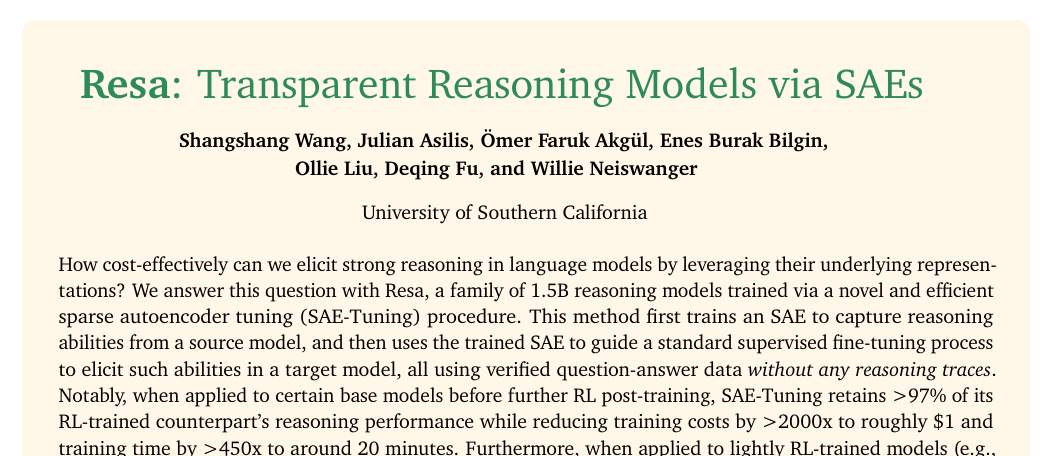 Resa: Transparent Reasoning Models via SAEs
Shangshang Wang, Julian Asilis, Ömer Faruk Akgül, Enes Burak Bilgin,
Ollie Liu, Deqing Fu, and Willie Neiswanger
University of Southern California
How cost-effectively can we elicit strong reasoning in language models by leveraging their underlying represen-
tations? We answer this question with Resa, a family of 1.5B reasoning models trained via a novel and efficient
sparse autoencoder tuning (SAE-Tuning) procedure. This method first trains an SAE to capture reasoning
abilities from a source model, and then uses the trained SAE to guide a standard supervised fine-tuning process
to elicit such abilities in a target model, all using verified question-answer data without any reasoning traces.
Notably, when applied to certain base models before further RL post-training, SAE-Tuning retains >97% of its
RL-trained counterpart's reasoning performance while reducing training costs by >2000x to roughly $1 and
training time by >450x to around 20 minutes. Furthermore, when applied to lightly RL-trained models (e.g.,